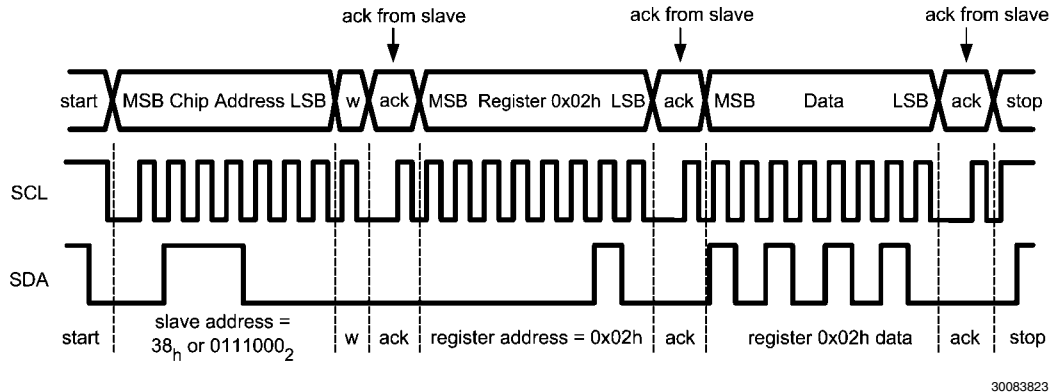 ack from slave ack from slave ack from slave
start MSB Chip Address LSB w ack MSB Register 0x02h LSB ack MSB Data LSB ack stop
SCL
SDA
start slave address = w ack register address = 0x02h ack register 0x02h data ack stop
38h or 01110002
30083823